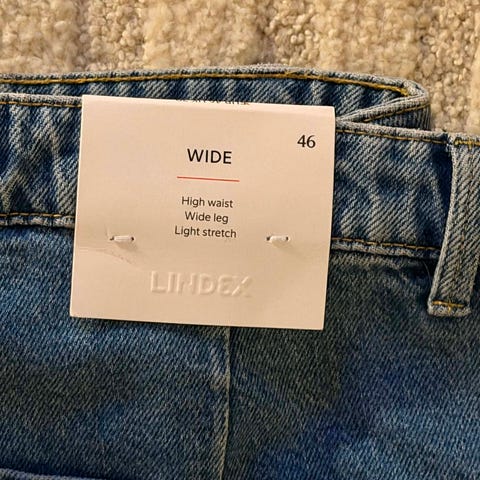 46
WIDE
High waist
Wide leg
Light stretch
LINDEX